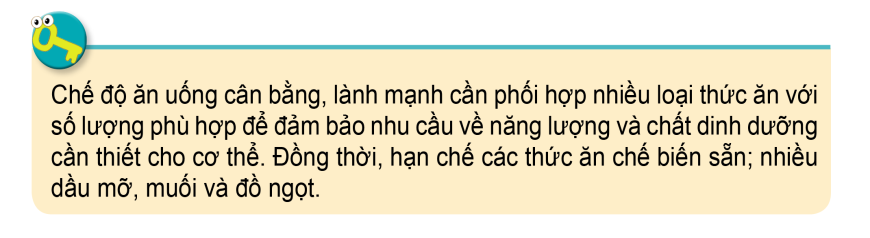 Chế độ ăn uống cân bằng, lành mạnh cần phối hợp nhiều loại thức ăn với
số lượng phù hợp để đảm bảo nhu cầu về năng lượng và chất dinh dưỡng
cần thiết cho cơ thể. Đồng thời, hạn chế các thức ăn chế biến sẵn; nhiều
dầu mỡ, muối và đồ ngọt.